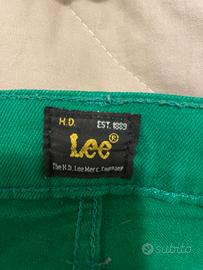 H.D. EST. 1889
Lee®
The H.D. Lee Merc. Company
subito